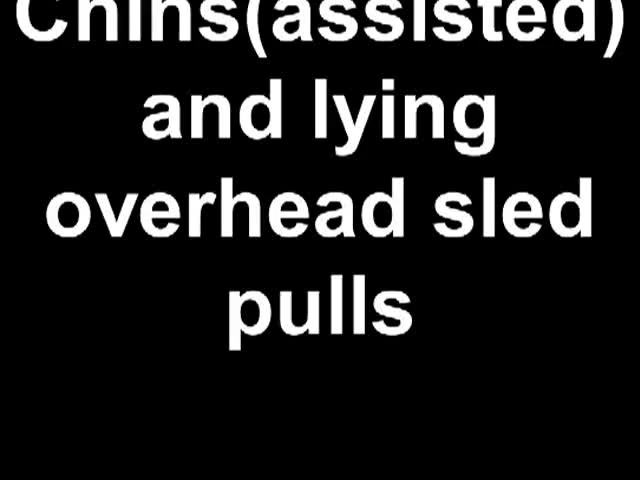 Chins(assisted)
and lying
overhead sled
pulls